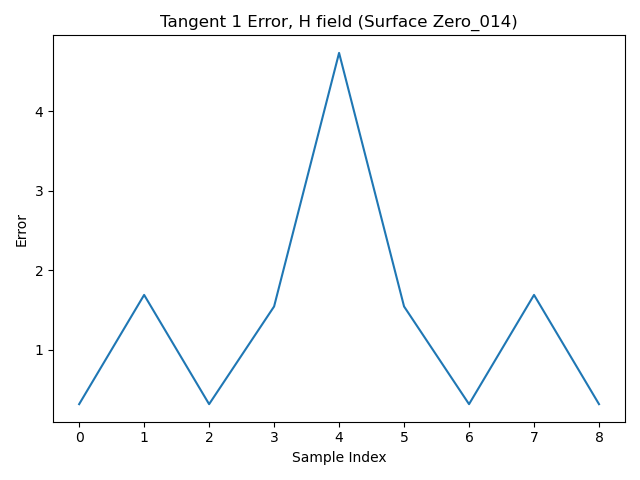 Tangent 1 Error, H field (Surface Zero_014)
4
3
2
1
Error
0 1 2 3 4 5 6 7 8
Sample Index